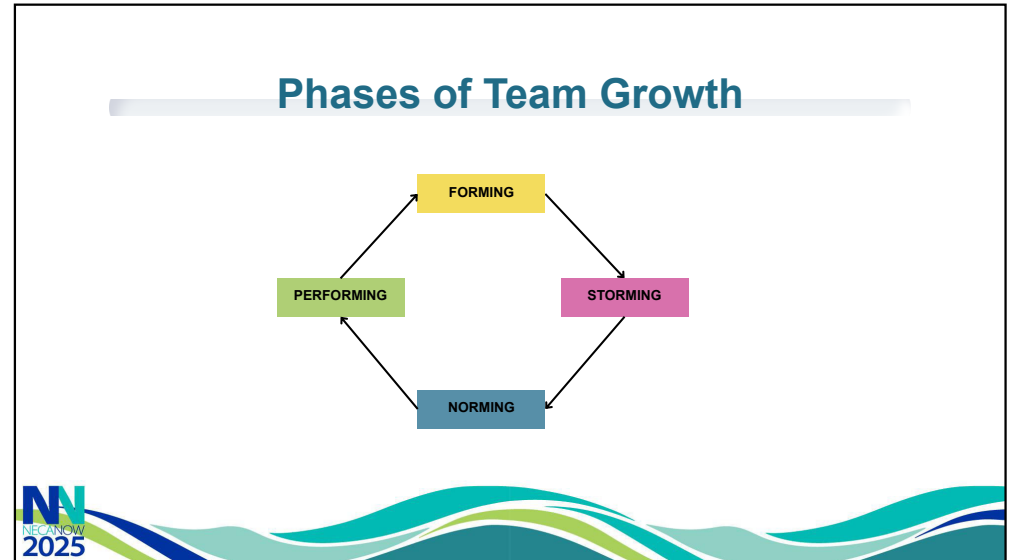 Phases of Team Growth
FORMING
PERFORMING
STORMING
NORMING
NN
NECANOW
2025